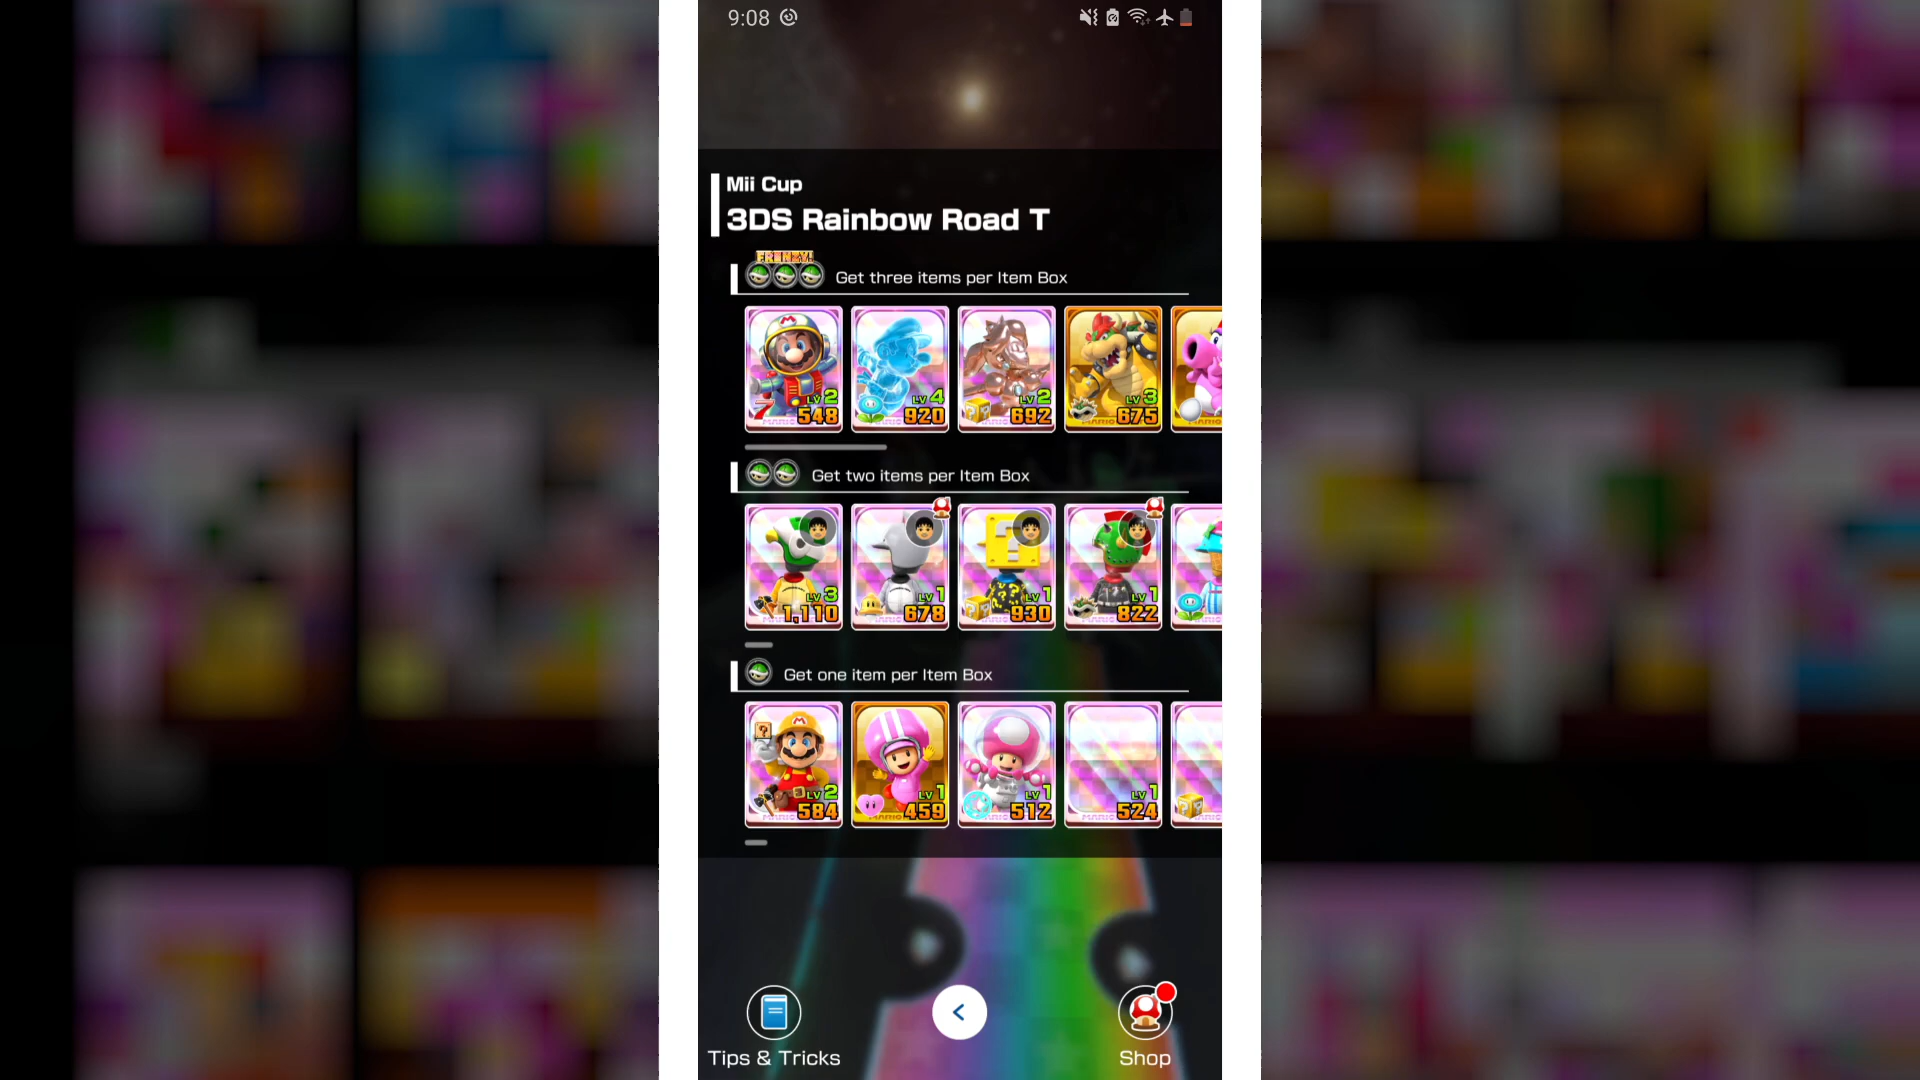 9:08
Mii Cup
3DS Rainbow Road T
FRENZY!
Get three items per Item Box
LV 2 LV 4 LV 2 LV 3
548 920 692 675
Get two items per Item Box
LV 3 LV 1 LV 1 LV 1
1,110 678 930 822
Get one item per Item Box
LV 2 LV 1 LV 1 LV 1
584 459 512 524
Tips & Tricks
Shop